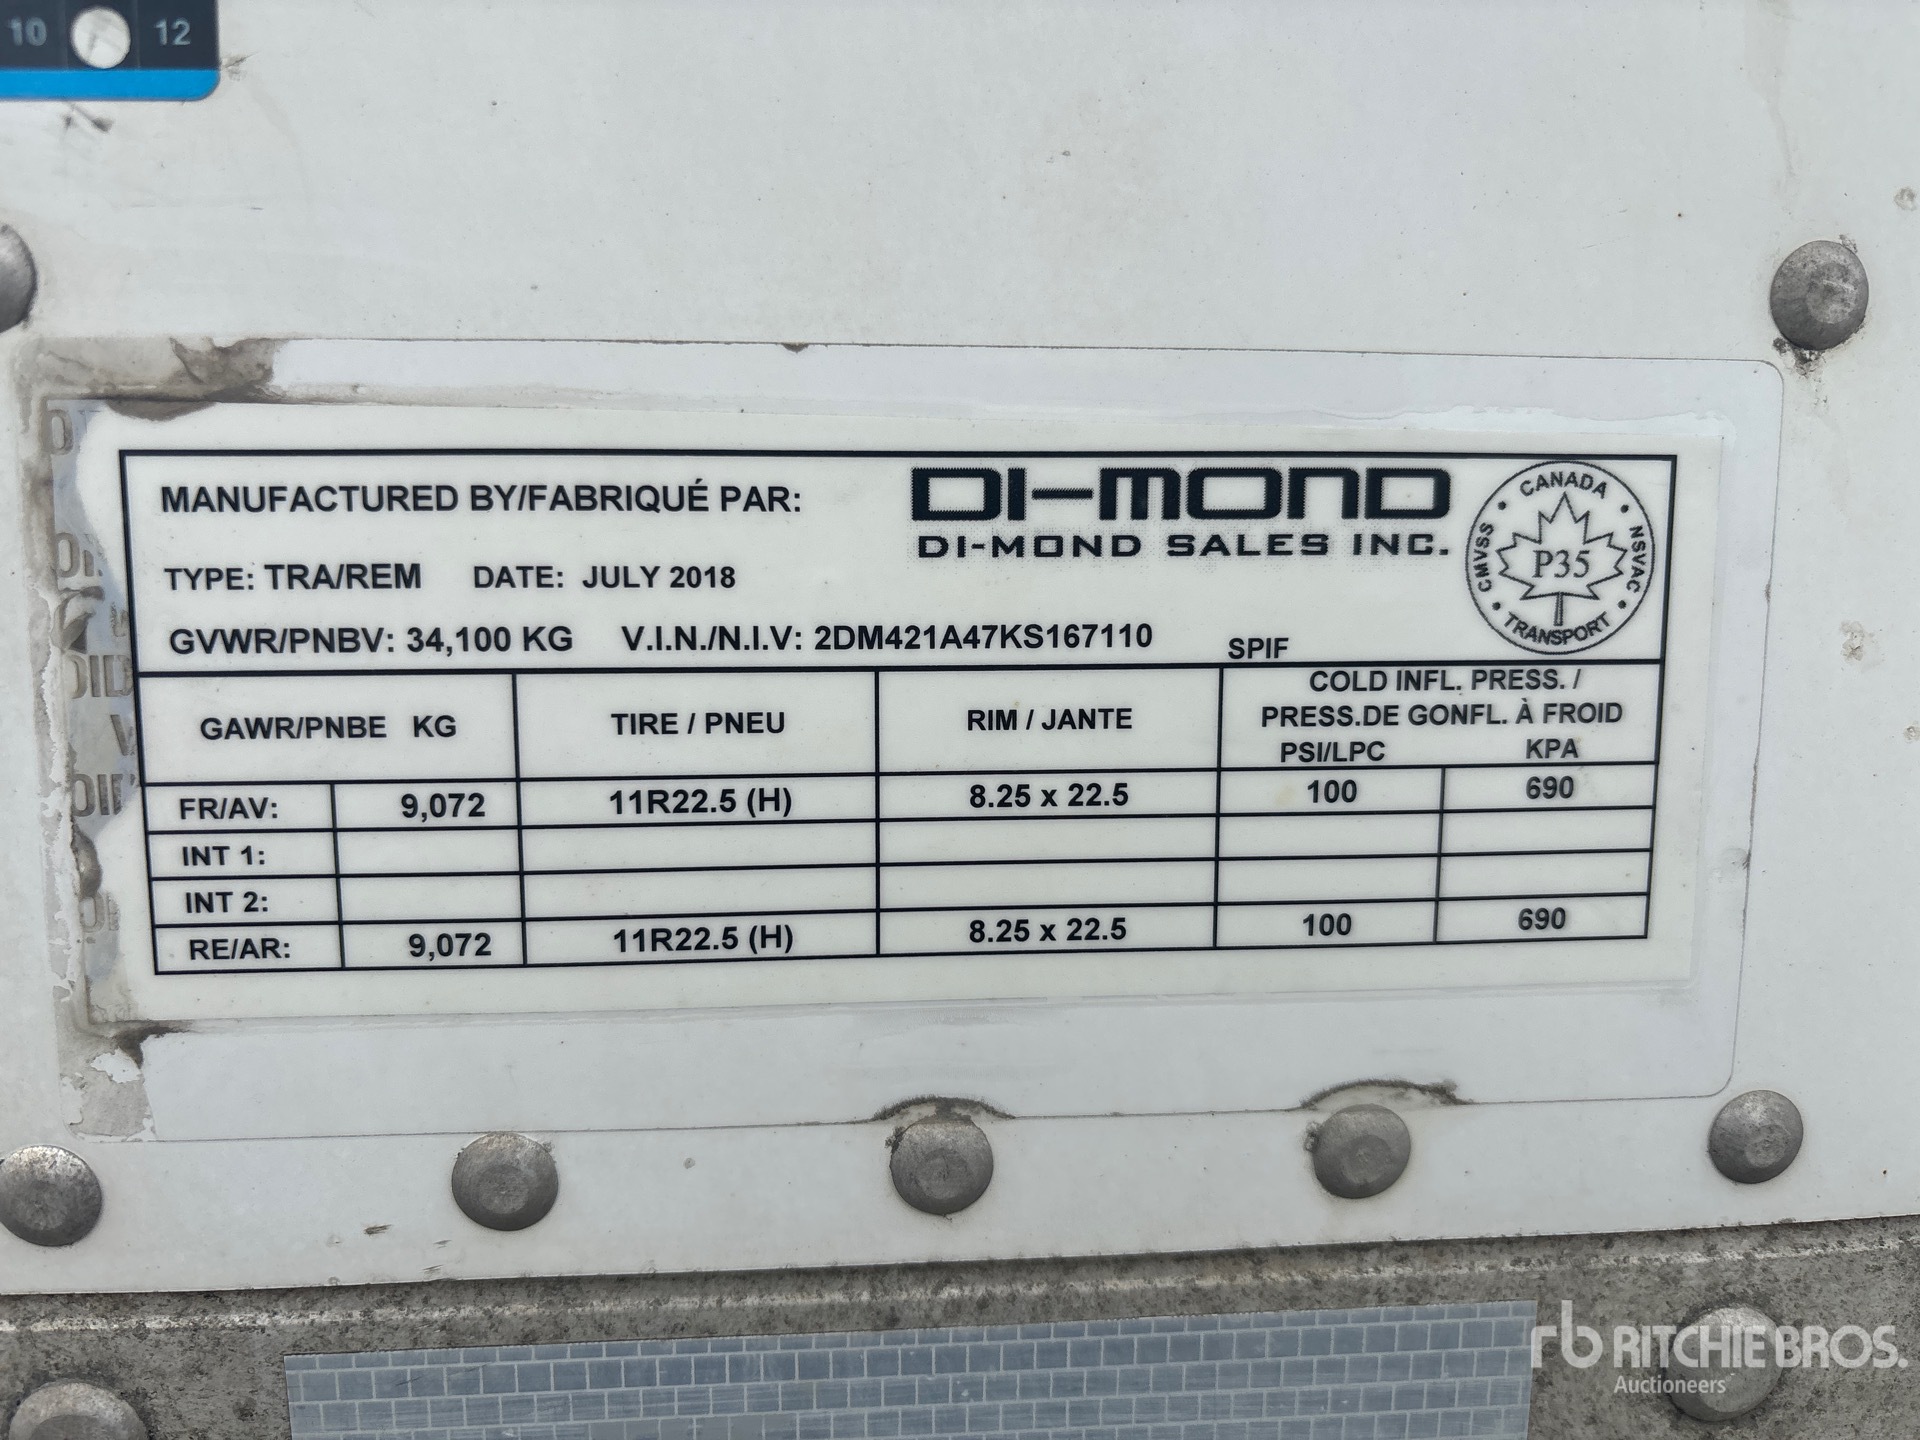 10 12
MANUFACTURED BY/FABRIQUÉ PAR:
DI-MOND
DI-MOND SALES INC.
CANADA
CMVSS
NSVAC
P35
TRANSPORT
TYPE: TRA/REM DATE: JULY 2018
GVWR/PNBV: 34,100 KG V.I.N./N.I.V: 2DM421A47KS167110 SPIF
GAWR/PNBE KG TIRE / PNEU RIM / JANTE
COLD INFL. PRESS. /
PRESS.DE GONFL. À FROID
PSI/LPC KPA
FR/AV: 9,072 11R22.5 (H) 8.25 x 22.5 100 690
INT 1:
INT 2:
RE/AR: 9,072 11R22.5 (H) 8.25 x 22.5 100 690
rb RITCHIE BROS.
Auctioneers